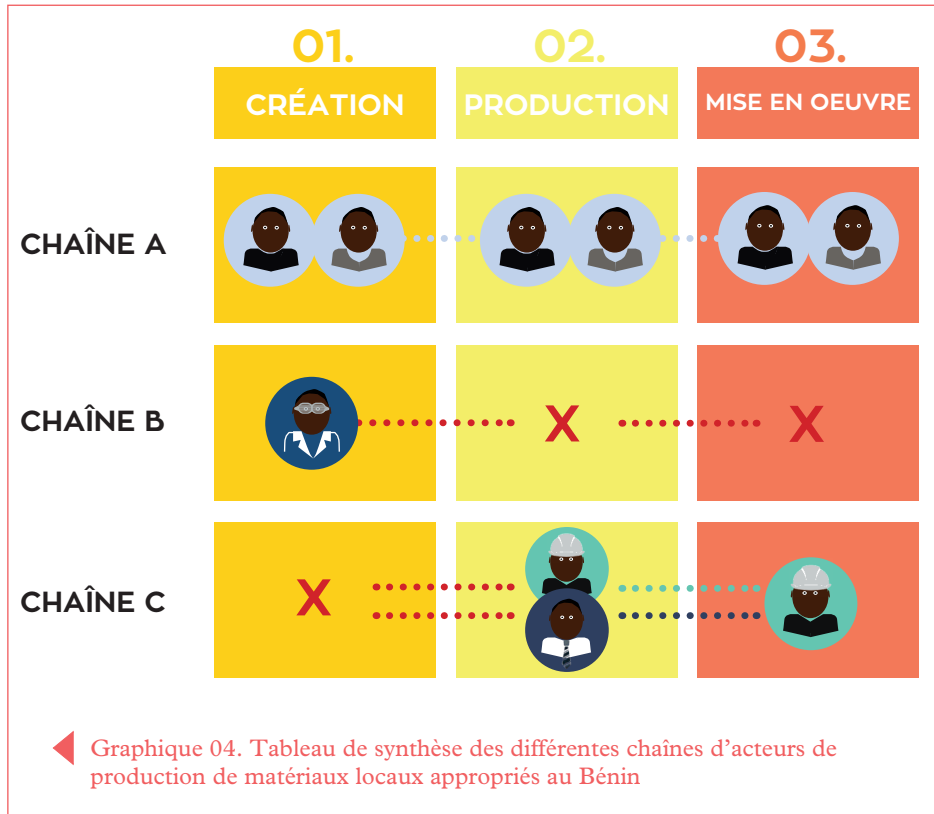 01. 02. 03.
CRÉATION PRODUCTION MISE EN OEUVRE
CHAÎNE A
CHAÎNE B X X
CHAÎNE C X
Graphique 04. Tableau de synthèse des différentes chaînes d'acteurs de
production de matériaux locaux appropriés au Bénin